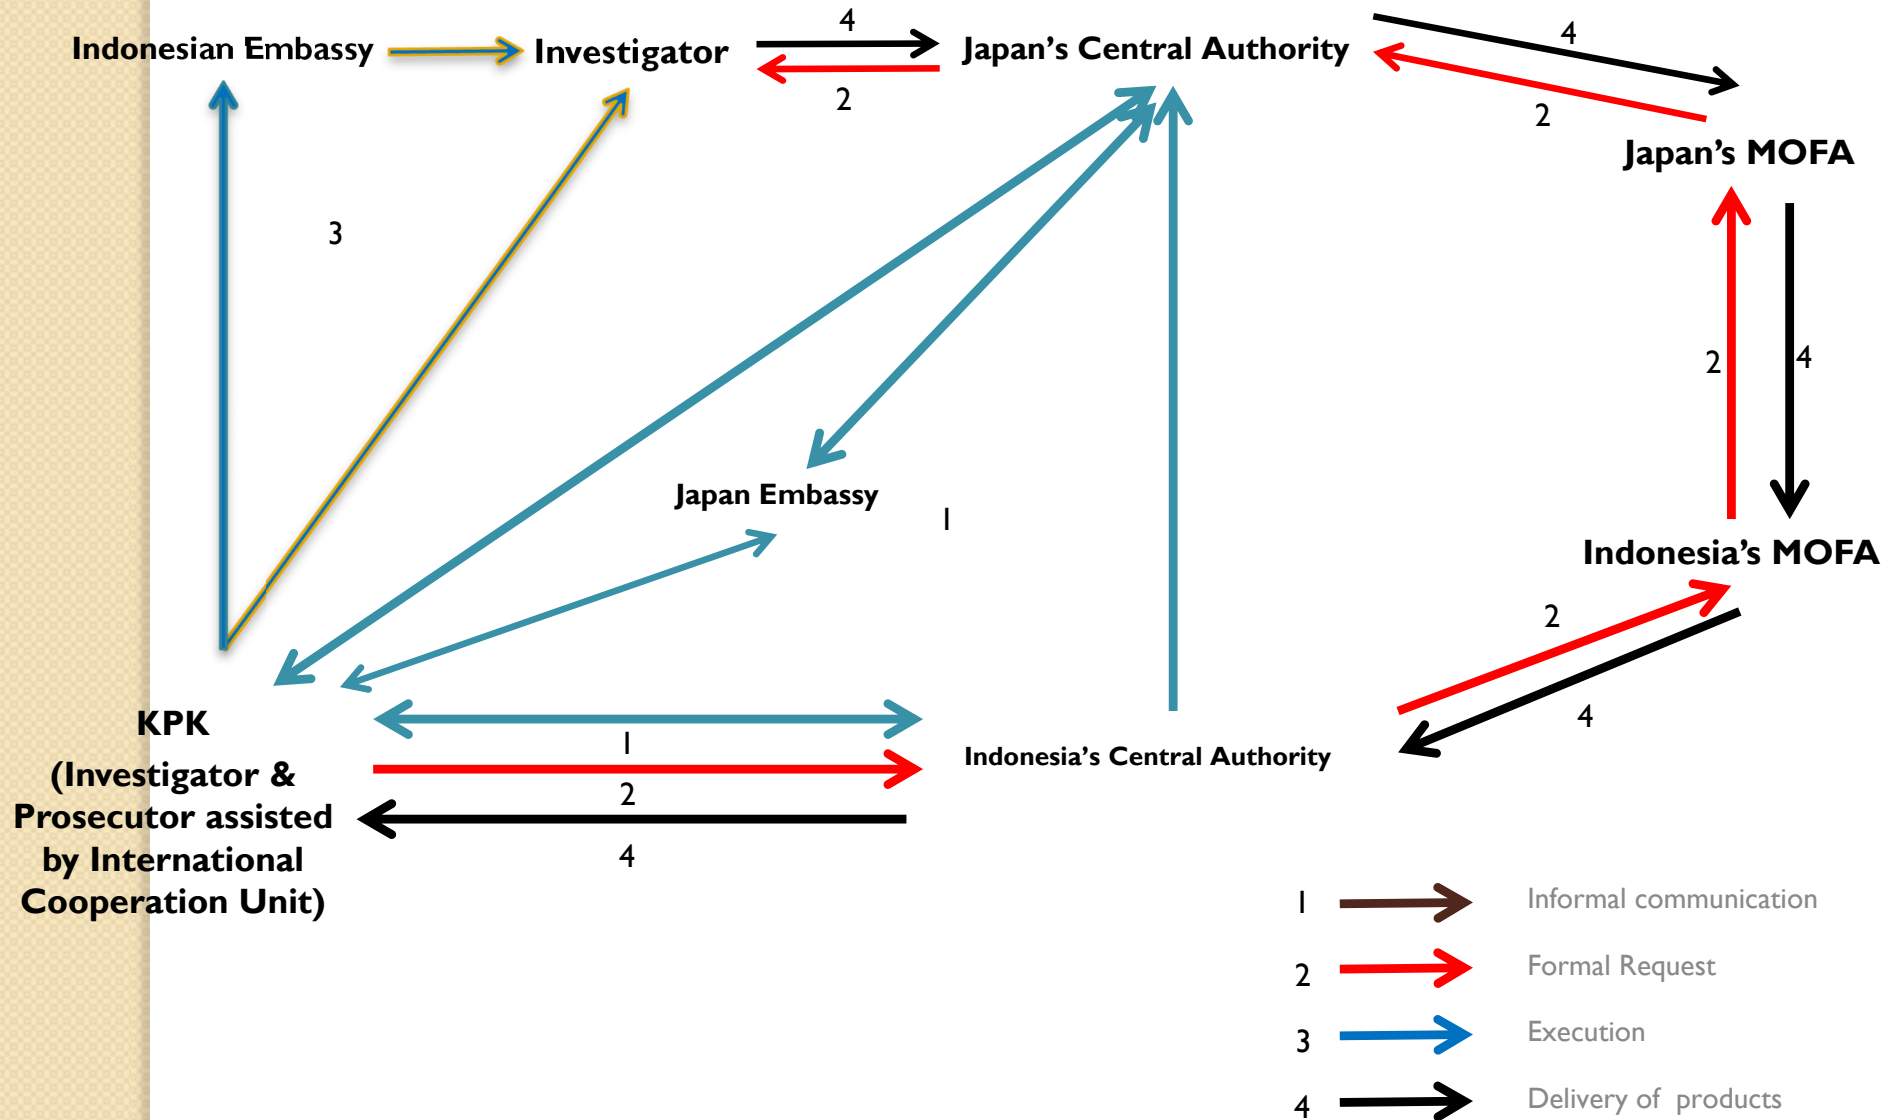 4
4
Indonesian Embassy
Investigator
Japan's Central Authority
2
2
Japan's MOFA
3
2
4
Japan Embassy
1
Indonesia's MOFA
2
4
KPK
(Investigator &
Prosecutor assisted
by International
Cooperation Unit)
1
2
4
Indonesia's Central Authority
1 Informal communication
2 Formal Request
3 Execution
4 Delivery of products